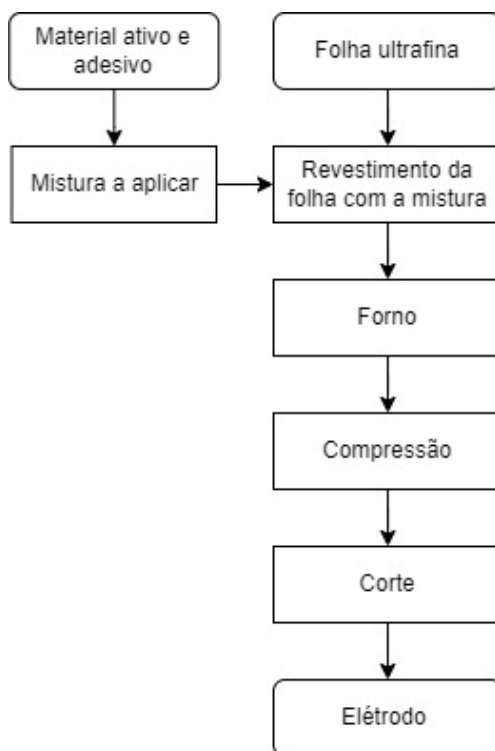 Material ativo e
adesivo
Folha ultrafina
Mistura a aplicar
Revestimento da
folha com a mistura
Forno
Compressão
Corte
Elétrodo